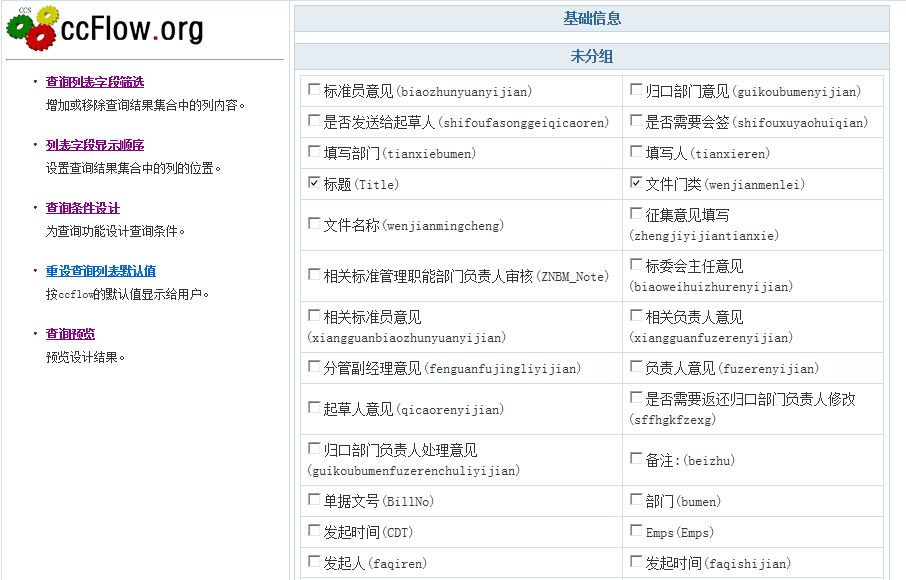 CCS
ccFlow.org
查询列表字段筛选
增加或移除查询结果集合中的列内容。
列表字段显示顺序
设置查询结果集合中的列的位置。
查询条件设计
为查询功能设计查询条件。
重设查询列表默认值
按ccflow的默认值显示给用户。
查询预览
预览设计结果。
基础信息
未分组
标准员意见(biaozhunyuanyijian)
归口部门意见(guikoubumenyijian)
是否发送给起草人(shifoufasonggeiqicaoren)
是否需要会签(shifouxuyaohuiqian)
填写部门(tianxiebumen)
填写人(tianxieren)
标题(Title)
文件门类(wenjianmenlei)
文件名称(wenjianmingcheng)
征集意见填写
(zhengjiyijiantianxie)
相关标准管理职能部门负责人审核(ZNBM_Note)
标委会主任意见
(biaoweihuizhurenyijian)
相关标准员意见
(xiangguanbiaozhunyuanyijian)
相关负责人意见
(xiangguanfuzerenyijian)
分管副经理意见(fenguanfujingliyijian)
负责人意见(fuzerenyijian)
起草人意见(qicaorenyijian)
是否需要返还归口部门负责人修改
(sffhgkfzexg)
归口部门负责人处理意见
(guikoubumenfuzerenchuliyijian)
备注:(beizhu)
单据文号(BillNo)
部门(bumen)
发起时间(CDT)
Emps(Emps)
发起人(faqiren)
发起时间(faqishijian)